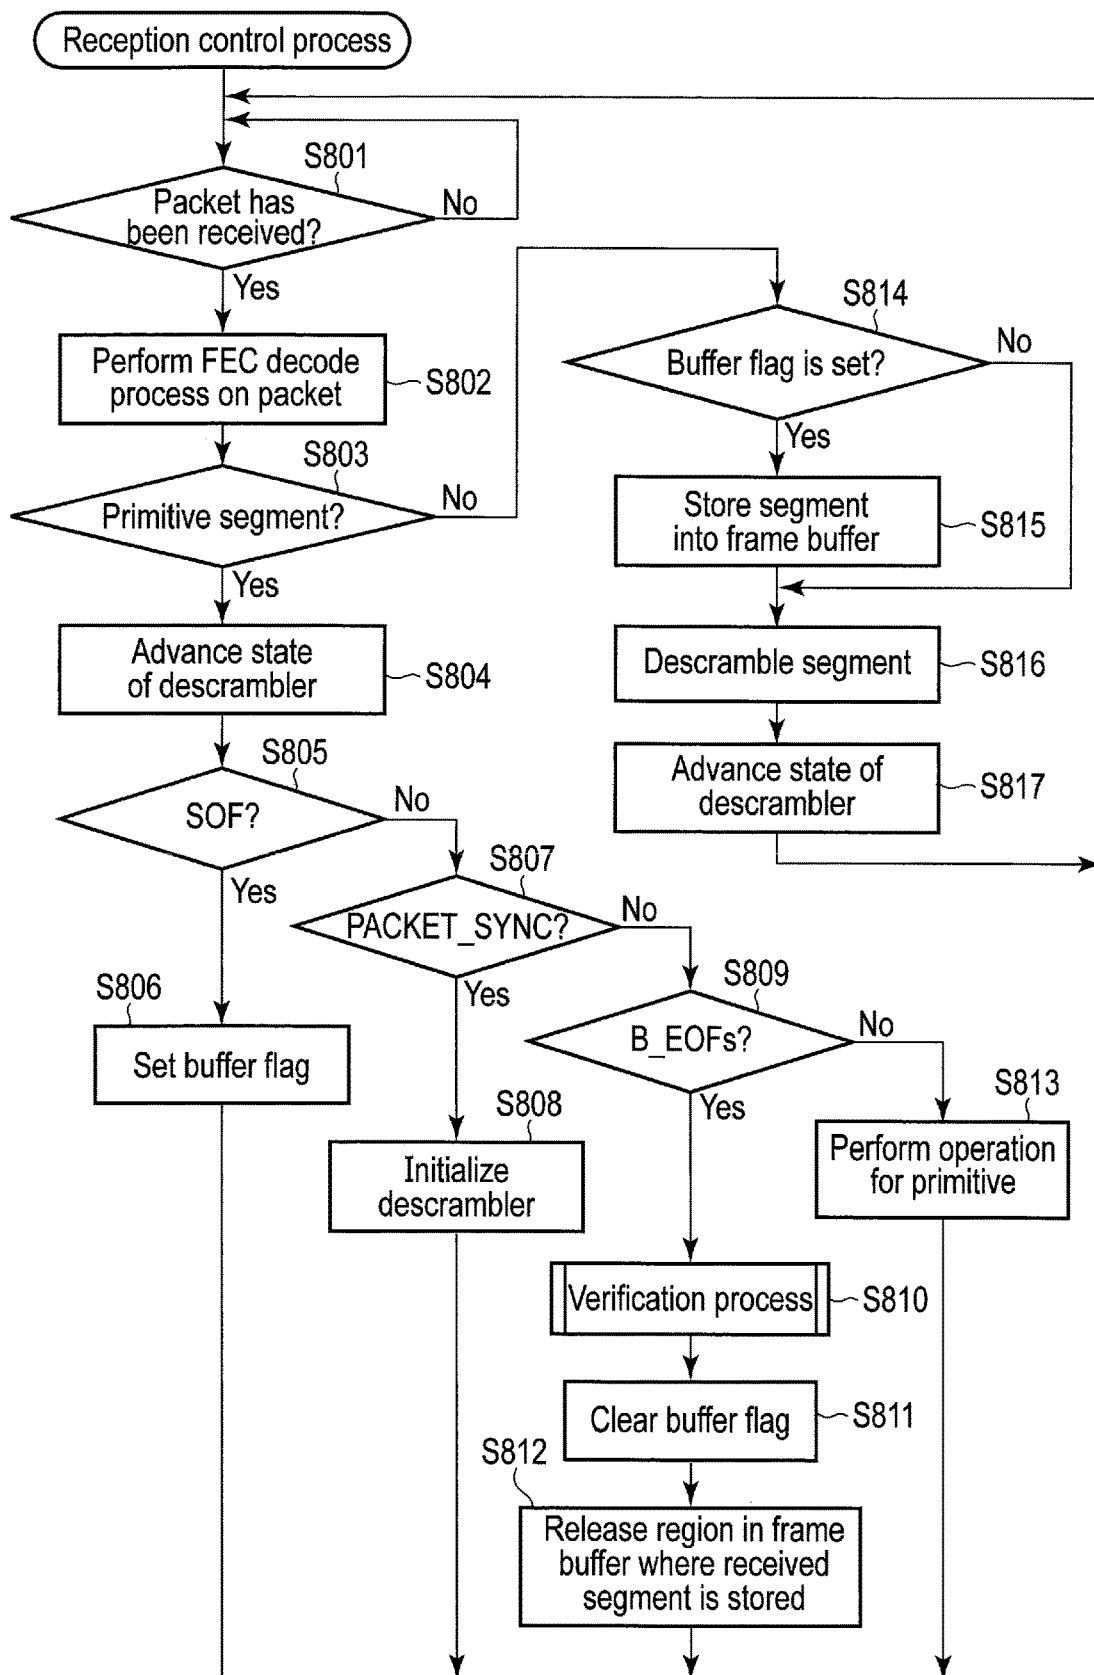 Reception control process
S801
Packet has
been received?
No
Yes
Perform FEC decode
process on packet
S802
S803
Primitive segment?
No
Yes
Advance state
of descrambler
S804
S805
SOF?
No
Yes
S806
Set buffer flag
S807
PACKET_SYNC?
No
Yes
S808
Initialize
descrambler
S809
B_EOFs?
No
Yes
Verification process
S810
Clear buffer flag
S811
S812
Release region in frame
buffer where received
segment is stored
S813
Perform operation
for primitive
S814
Buffer flag is set?
No
Yes
Store segment
into frame buffer
S815
Descramble segment
S816
Advance state of
descrambler
S817